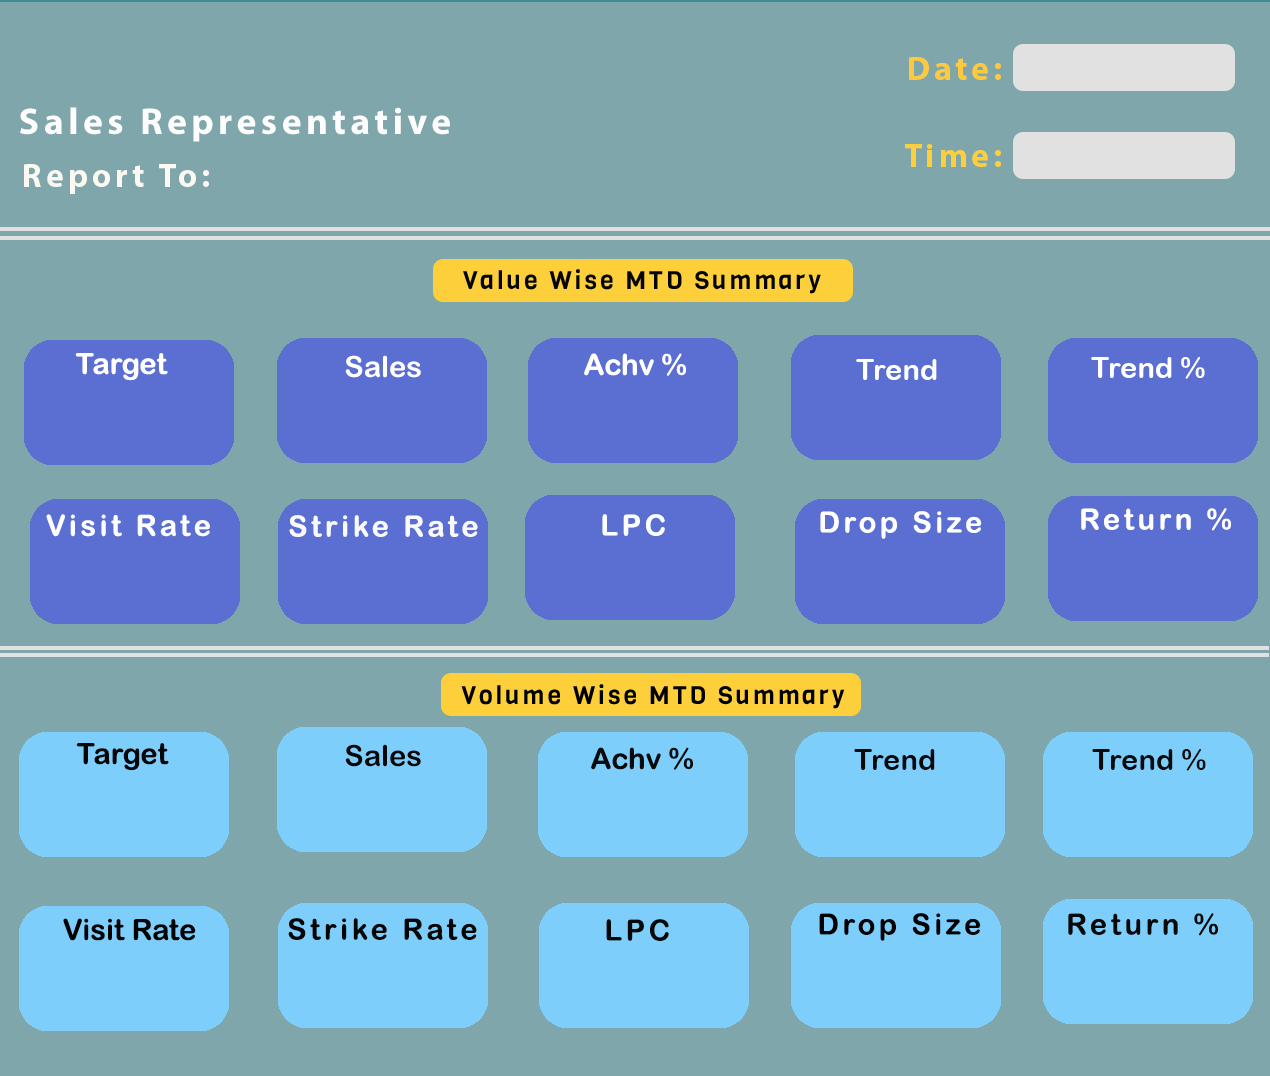 Date:
Sales Representative
Time:
Report To:
Value Wise MTD Summary
Target
Sales
Achv %
Trend
Trend %
Visit Rate
Strike Rate
LPC
Drop Size
Return %
Volume Wise MTD Summary
Target
Sales
Achv %
Trend
Trend %
Visit Rate
Strike Rate
LPC
Drop Size
Return %